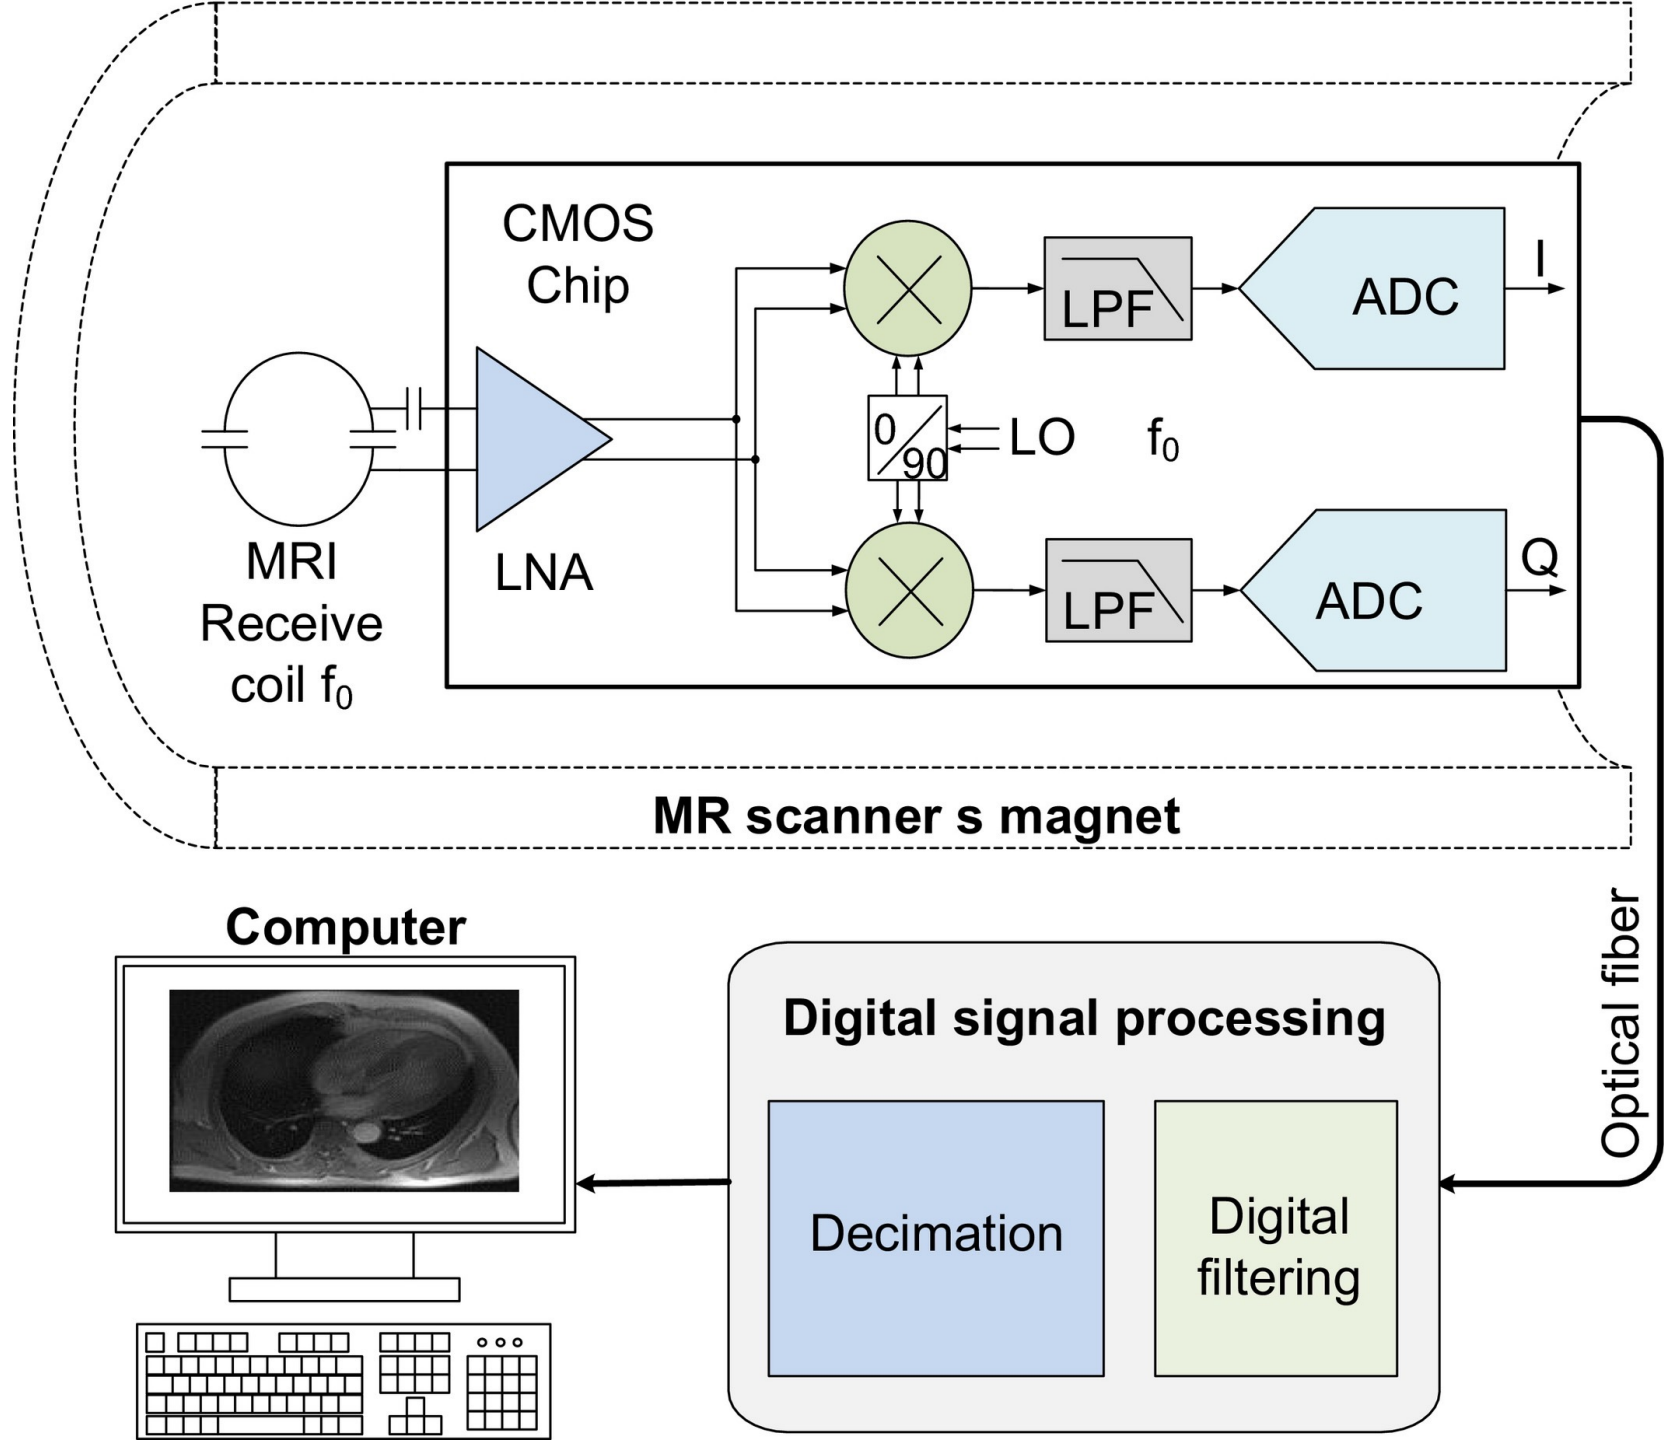 CMOS
Chip
LPF
ADC
I
0
90
LO
f₀
MRI
Receive
coil f₀
LNA
LPF
ADC
Q
MR scanner s magnet
Optical fiber
Computer
Digital signal processing
Decimation
Digital
filtering